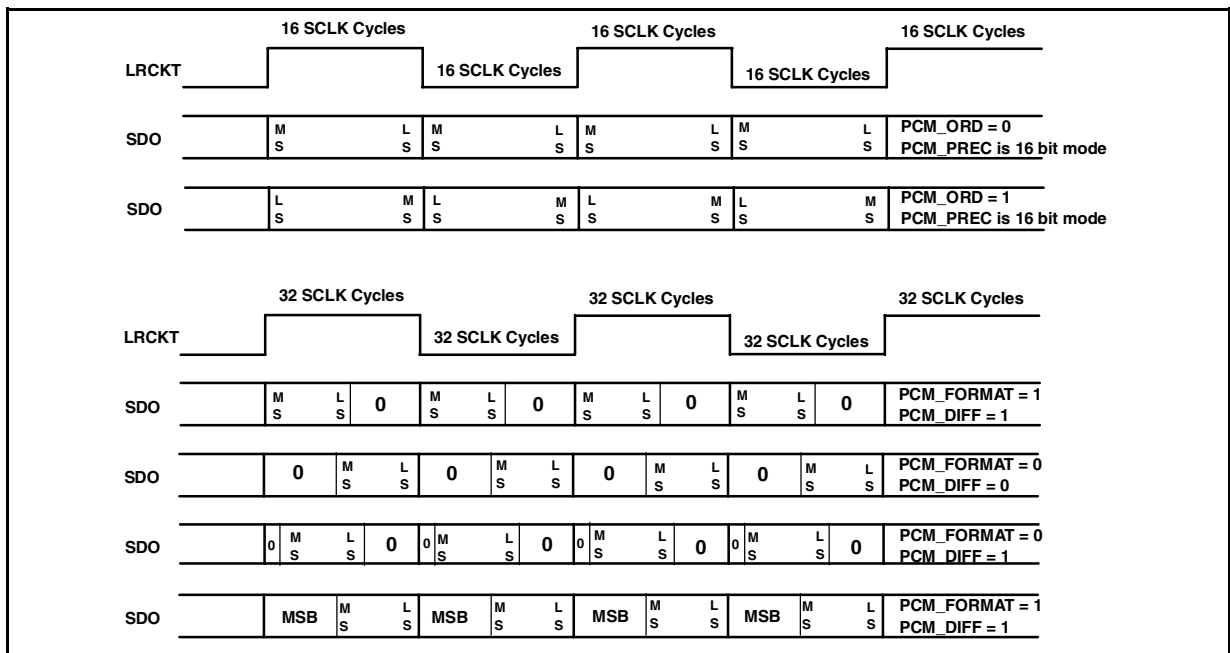 16 SCLK Cycles 16 SCLK Cycles 16 SCLK Cycles
LRCKT 16 SCLK Cycles 16 SCLK Cycles
SDO M S L S M S L S M S L S M S L S PCM_ORD = 0
PCM_PREC is 16 bit mode
SDO L S M S L S M S L S M S L S M S PCM_ORD = 1
PCM_PREC is 16 bit mode
32 SCLK Cycles 32 SCLK Cycles 32 SCLK Cycles
LRCKT 32 SCLK Cycles 32 SCLK Cycles
SDO M S L S 0 M S L S 0 M S L S 0 M S L S 0 PCM_FORMAT = 1
PCM_DIFF = 1
SDO 0 M S L S 0 M S L S 0 M S L S 0 M S L S PCM_FORMAT = 0
PCM_DIFF = 0
SDO 0 M S L S 0 0 M S L S 0 0 M S L S 0 0 M S L S 0 PCM_FORMAT = 0
PCM_DIFF = 1
SDO MSB M S L S MSB M S L S MSB M S L S MSB M S L S PCM_FORMAT = 1
PCM_DIFF = 1